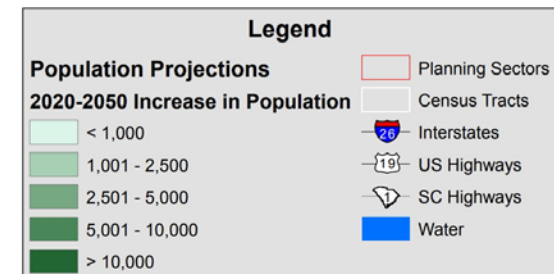 Legend
Population Projections
2020-2050 Increase in Population
< 1,000
1,001 - 2,500
2,501 - 5,000
5,001 - 10,000
> 10,000
Planning Sectors
Census Tracts
26 Interstates
19 US Highways
1 SC Highways
Water